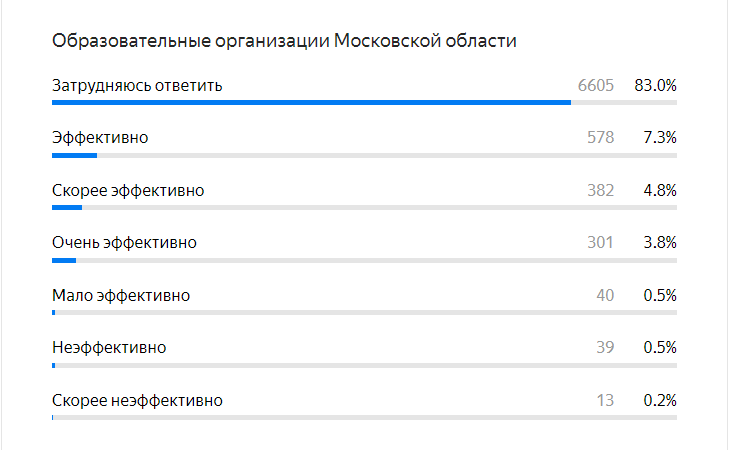 Образовательные организации Московской области
Затрудняюсь ответить 6605 83.0%
Эффективно 578 7.3%
Скорее эффективно 382 4.8%
Очень эффективно 301 3.8%
Мало эффективно 40 0.5%
Неэффективно 39 0.5%
Скорее неэффективно 13 0.2%